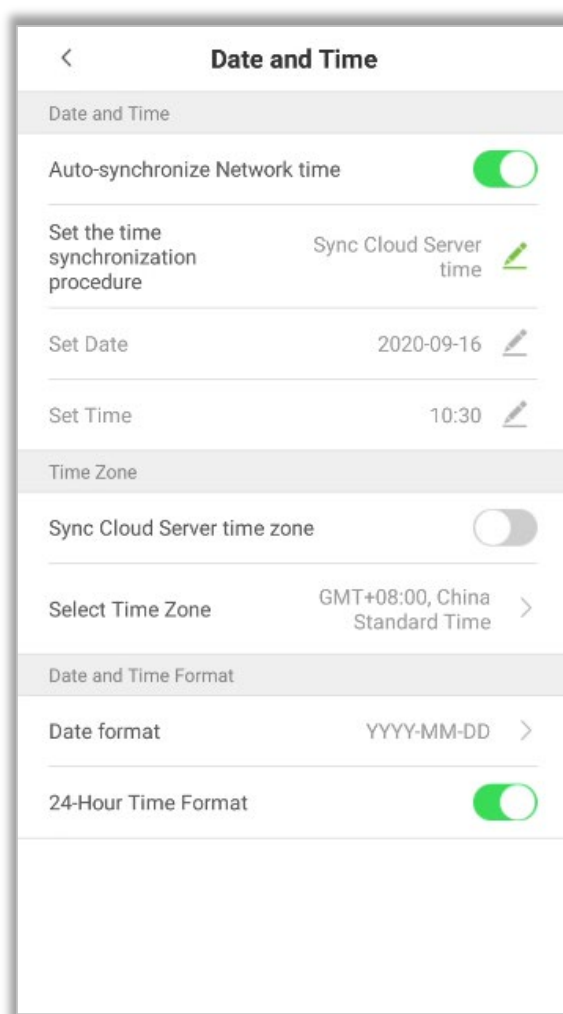 Date and Time
Date and Time
Auto-synchronize Network time
Set the time
synchronization
procedure
Sync Cloud Server
time
Set Date
2020-09-16
Set Time
10:30
Time Zone
Sync Cloud Server time zone
Select Time Zone
GMT+08:00, China
Standard Time
Date and Time Format
Date format
YYYY-MM-DD
24-Hour Time Format